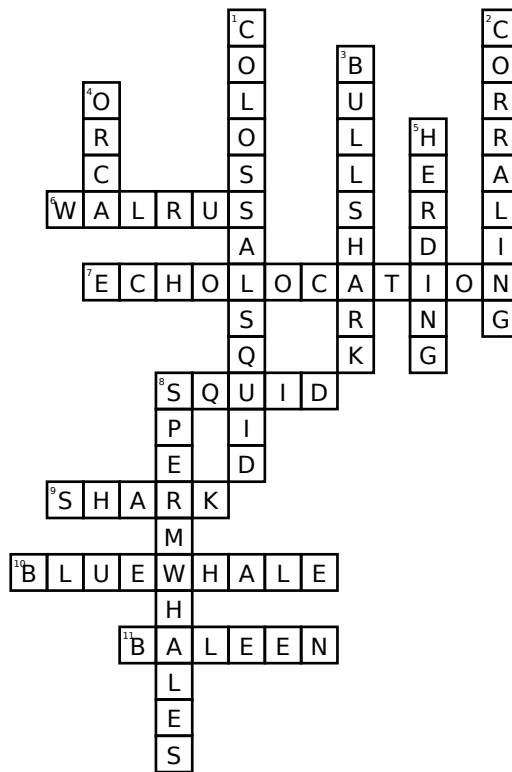 1 COLOSSALSQUID
2 CORRALING
3 BULLSHARK
4 ORCA
5 HERDING
6 WALRUS
7 ECHOLOCATION
8 SQUID
SPERMWHALES
9 SHARK
10 BLUEWHALE
11 BALEEN